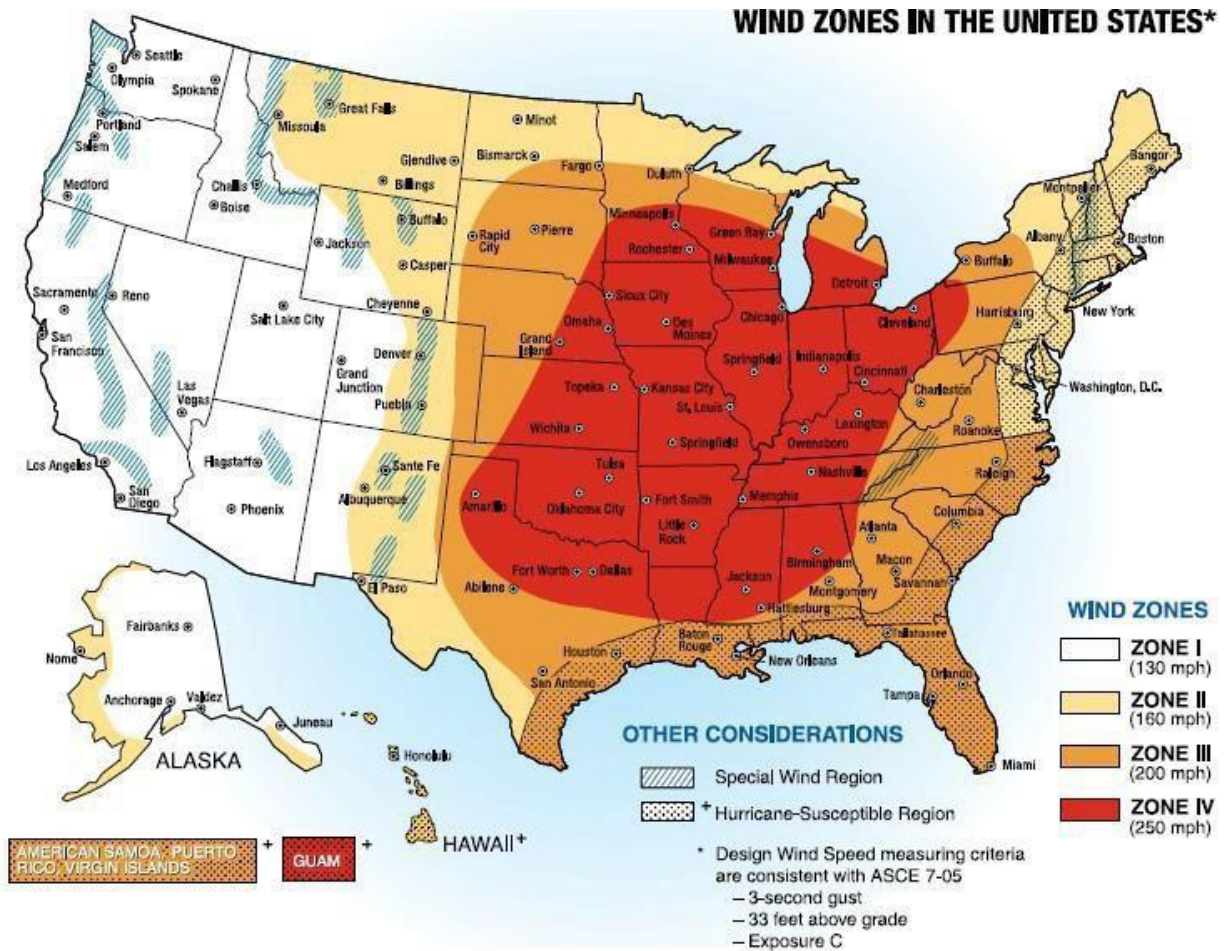 WIND ZONES IN THE UNITED STATES*
Seattle
Olympia
Spokane
Portland
Salem
Medford
Missoula
Great Falls
Challis
Boise
Glendive
Billings
Buffalo
Jackson
Casper
Cheyenne
Minot
Bismarck
Fargo
Duluth
Rapid City
Pierre
Minneapolis
Rochester
Green Bay
Milwaukee
Detroit
Bangor
Montpelier
Albany
Boston
Buffalo
New York
Harrisburg
Washington, D.C.
Sacramento
San Francisco
Reno
Salt Lake City
Las Vegas
Los Angeles
San Diego
Flagstaff
Phoenix
Grand Junction
Denver
Puebla
Sante Fe
Albuquerque
El Paso
Sioux City
Omaha
Grand Island
Des Moines
Chicago
Cleveland
Topeka
Kansas City
Springfield
Indianapolis
Cincinnati
Charleston
St. Louis
Lexington
Roanoke
Wichita
Springfield
Owensboro
Tulsa
Nashville
Raleigh
Amarillo
Oklahoma City
Fort Smith
Memphis
Little Rock
Atlanta
Columbia
Fort Worth
Dallas
Abilene
Jackson
Birmingham
Macon
Savannah
Montgomery
Hattiesburg
Tallahassee
Houston
Baton Rouge
New Orleans
San Antonio
Orlando
Tampa
Miami
Fairbanks
Nome
Anchorage
Valdez
Juneau
ALASKA
Honolulu
HAWAII+
AMERICAN SAMOA, PUERTO
RICO, VIRGIN ISLANDS
+
GUAM
+
OTHER CONSIDERATIONS
Special Wind Region
+ Hurricane-Susceptible Region
* Design Wind Speed measuring criteria
are consistent with ASCE 7-05
– 3-second gust
– 33 feet above grade
– Exposure C
WIND ZONES
ZONE I
(130 mph)
ZONE II
(160 mph)
ZONE III
(200 mph)
ZONE IV
(250 mph)